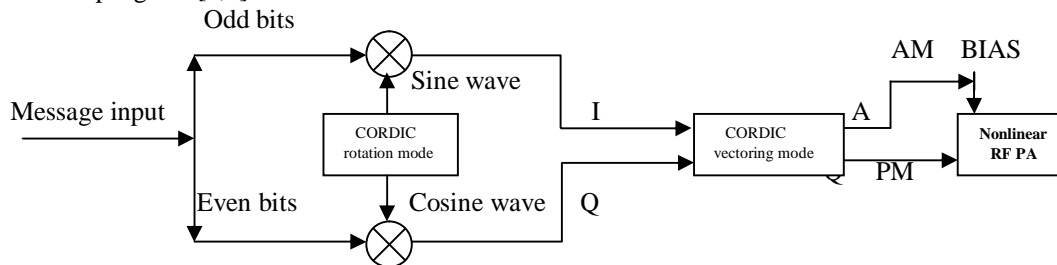 Odd bits
AM BIAS
Sine wave
Message input
I
A
CORDIC
rotation mode
CORDIC
vectoring mode
Nonlinear
RF PA
PM
Even bits
Cosine wave
Q